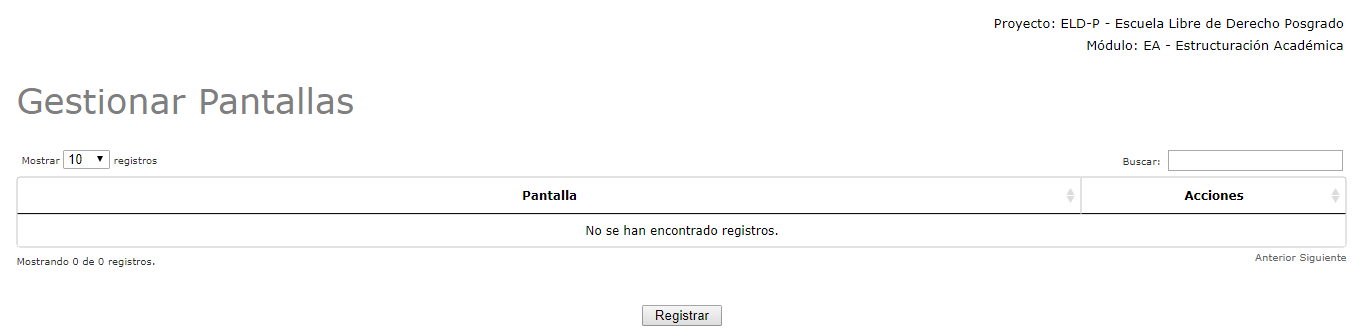 Proyecto: ELD-P - Escuela Libre de Derecho Posgrado
Módulo: EA - Estructuración Académica
Gestionar Pantallas
Mostrar 10 registros
Buscar:
Pantalla Acciones
No se han encontrado registros.
Mostrando 0 de 0 registros.
Anterior Siguiente
Registrar